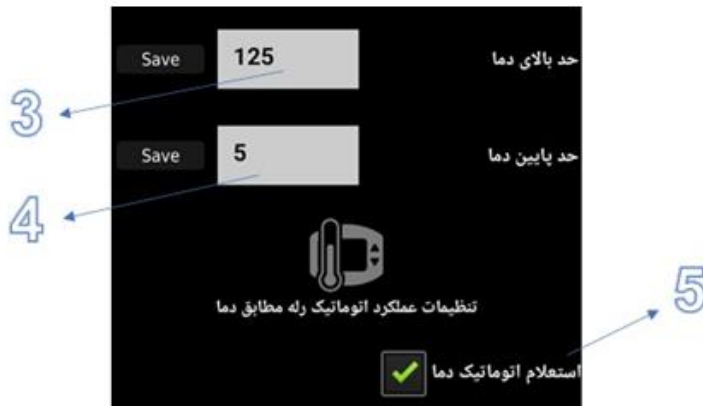 حد بالای دما 125 Save
3
حد پایین دما 5 Save
4
تنظیمات عملکرد اتوماتیک رله مطابق دما
5
استعلام اتوماتیک دما